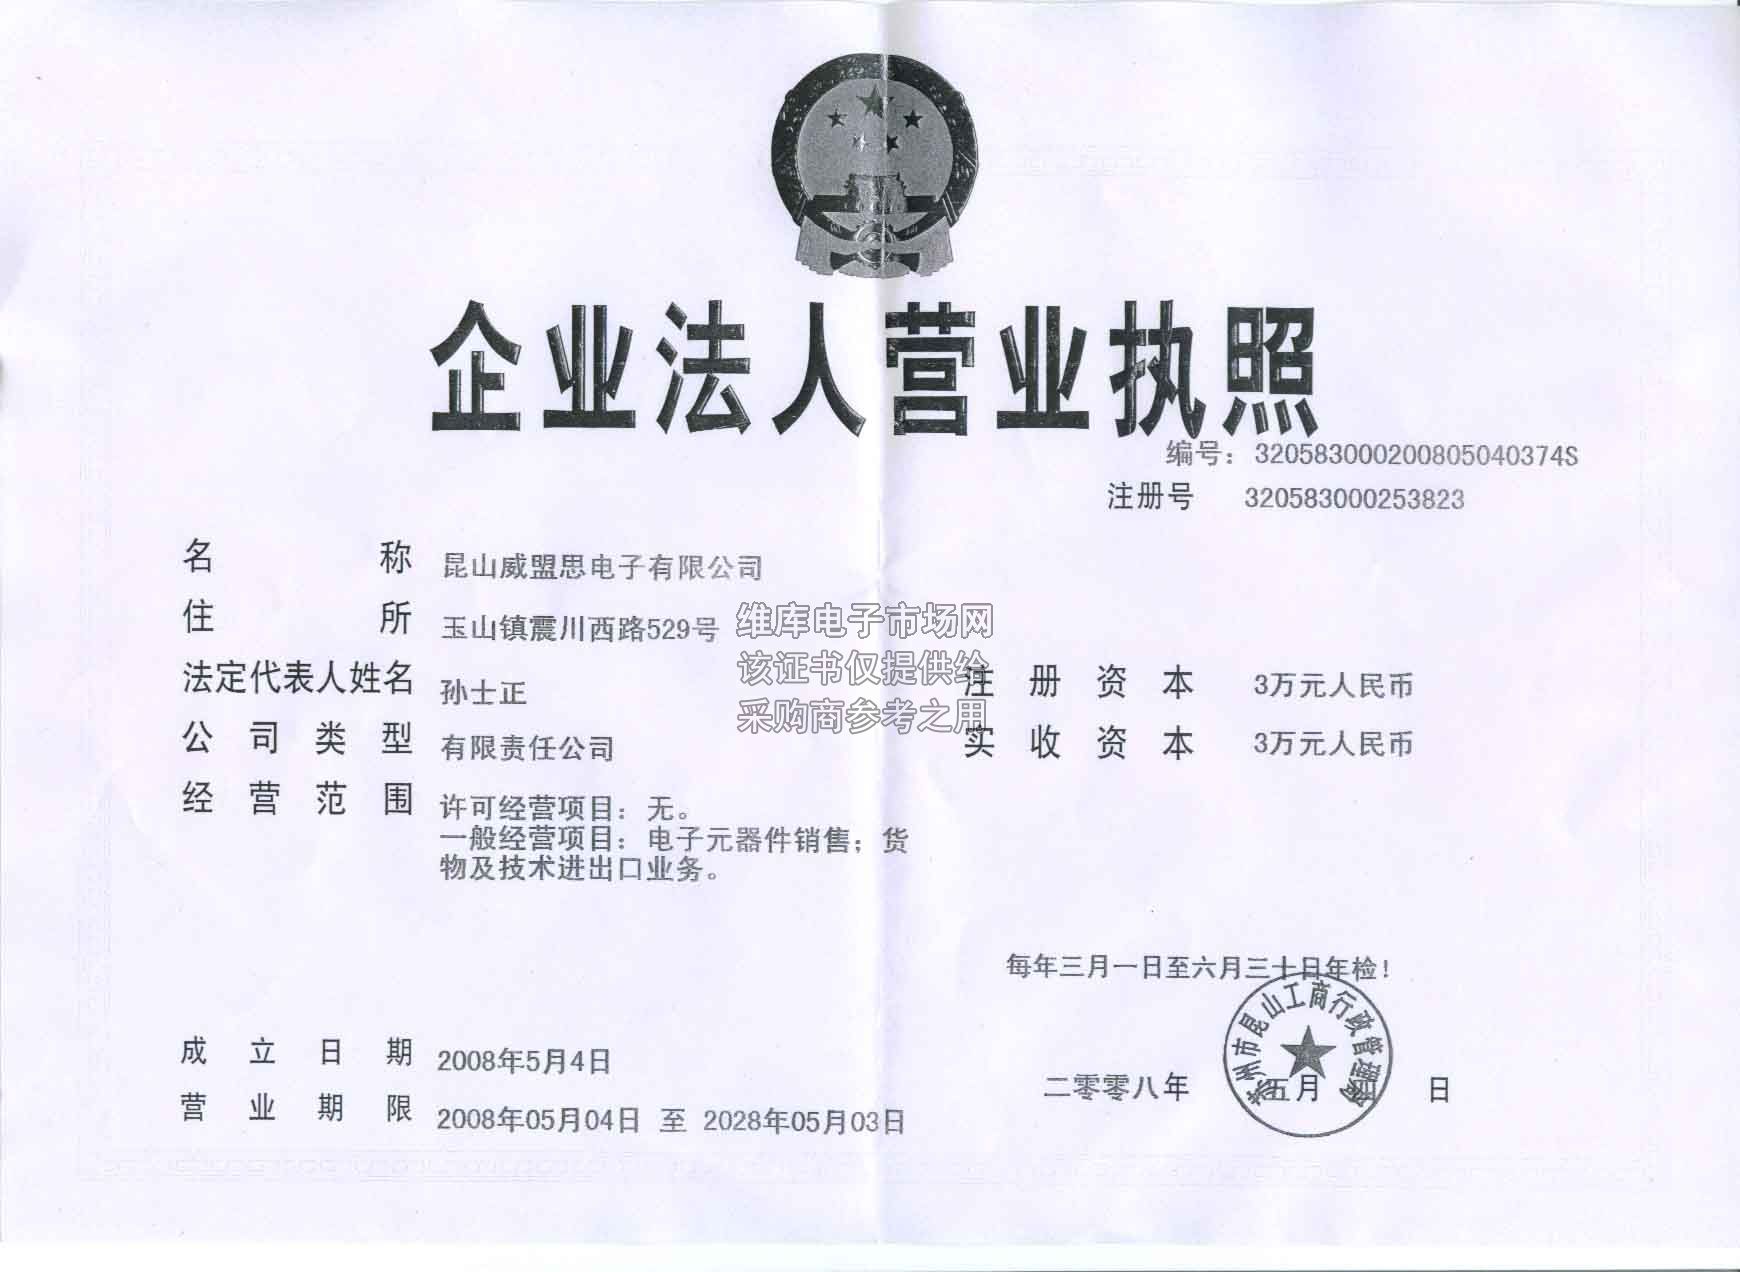 企业法人营业执照
编号：320583000200805040374S
注册号 320583000253823
名称 昆山威盟思电子有限公司
住所 玉山镇震川西路529号
维库电子市场网
该证书仅提供给
采购商参考之用
法定代表人姓名 孙士正
注册资本 3万元人民币
公司类型 有限责任公司
实收资本 3万元人民币
经营范围 许可经营项目：无。
一般经营项目：电子元器件销售；货
物及技术进出口业务。
每年三月一日至六月三十日年检！
成立日期 2008年5月4日
二零零八年五月四日
苏州市昆山工商行政管理局
营业期限 2008年05月04日 至 2028年05月03日